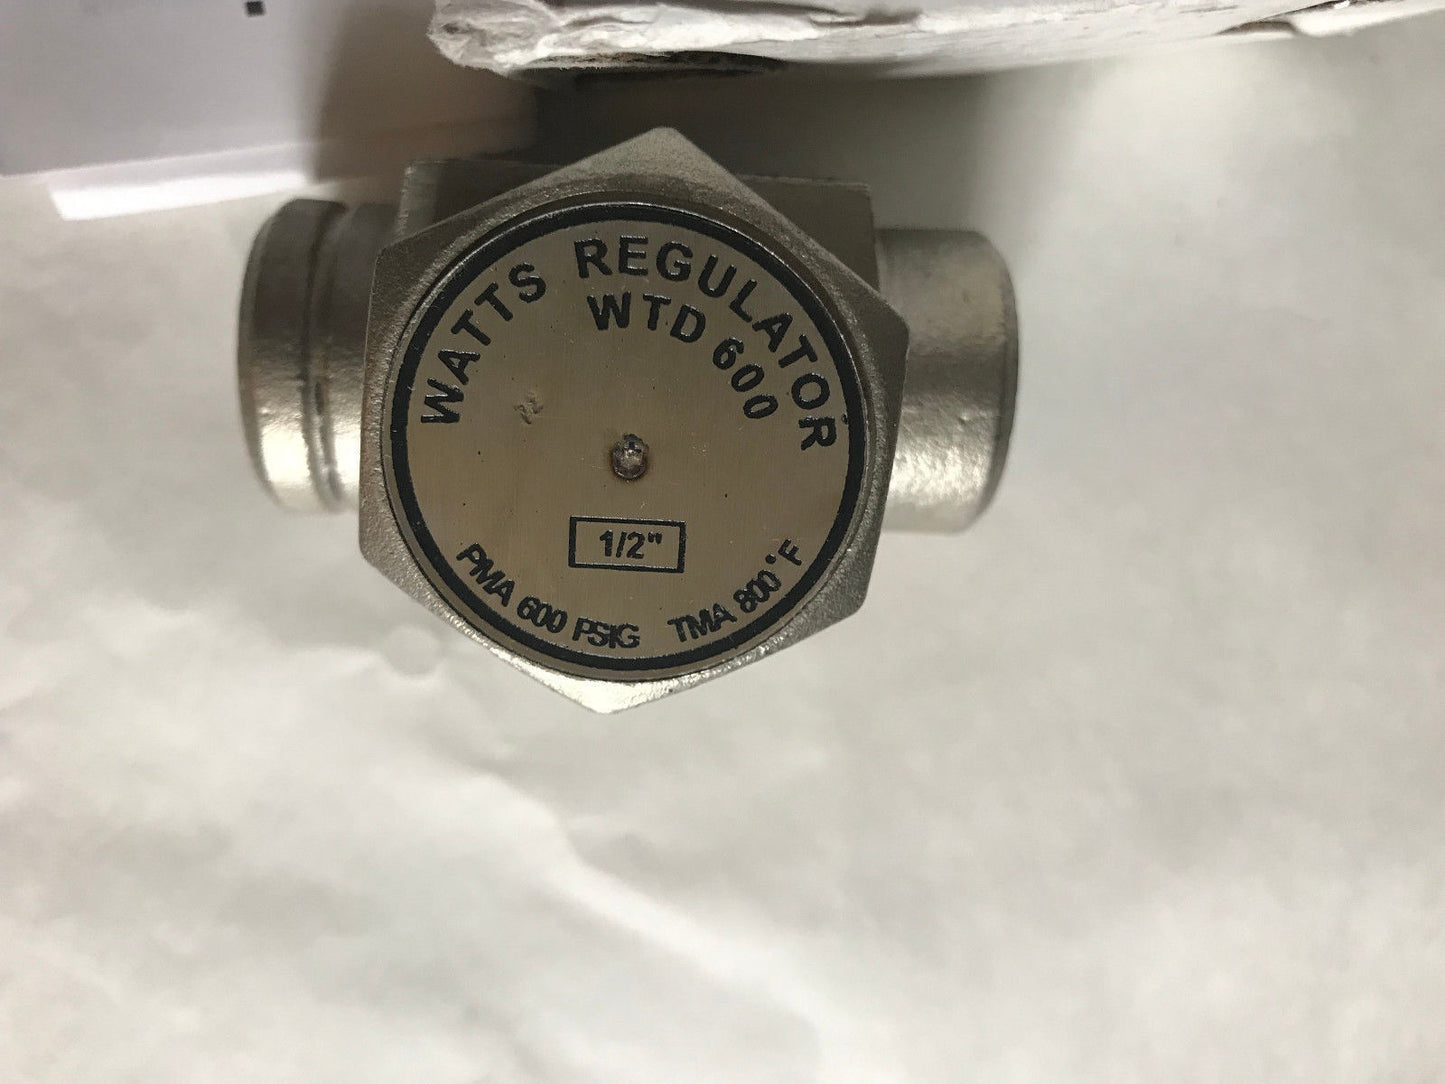 WATTS REGULATOR
WTD 600
1/2"
PMA 600 PSIG TMA 800°F